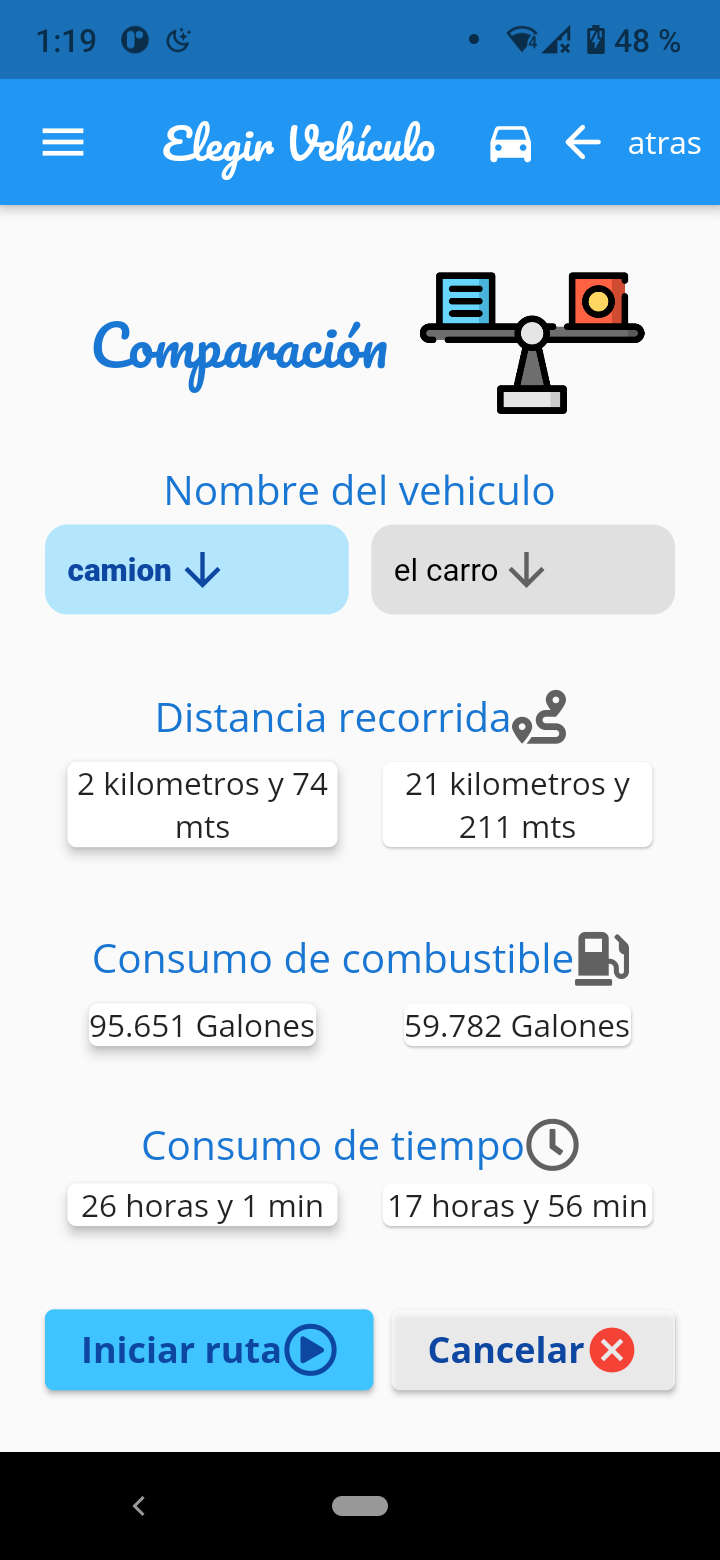 1:19
4
48 %
Elegir Vehículo
atras
Comparación
Nombre del vehiculo
camion
el carro
Distancia recorrida
2 kilometros y 74
mts
21 kilometros y
211 mts
Consumo de combustible
95.651 Galones
59.782 Galones
Consumo de tiempo
26 horas y 1 min
17 horas y 56 min
Iniciar ruta
Cancelar